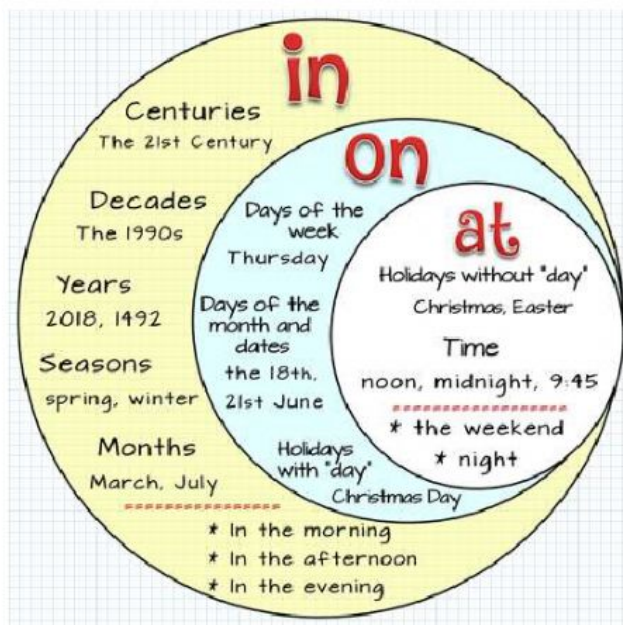 in
Centuries
The 21st Century
Decades
The 1990s
Years
2018, 1492
Seasons
spring, winter
Months
March, July
* In the morning
* In the afternoon
* In the evening
on
Days of the
week
Thursday
Days of the
month and
dates
the 18th,
21st June
Holidays
with "day"
Christmas Day
at
Holidays without "day"
Christmas, Easter
Time
noon, midnight, 9:45
* the weekend
* night